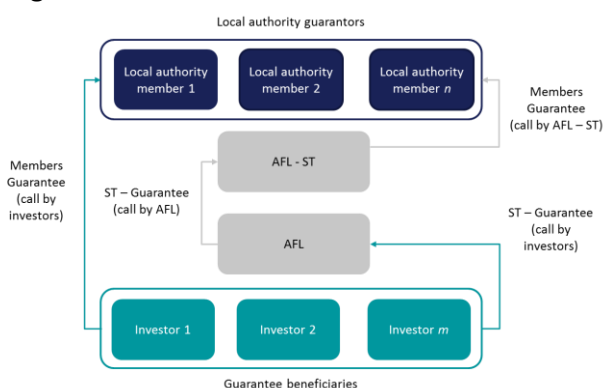 Local authority guarantors
Local authority
member 1
Local authority
member 2
Local authority
member n
Members
Guarantee
(call by AFL – ST)
AFL - ST
Members
Guarantee
(call by
investors)
ST – Guarantee
(call by AFL)
ST – Guarantee
(call by
investors)
AFL
Investor 1
Investor 2
Investor m
Guarantee beneficiaries